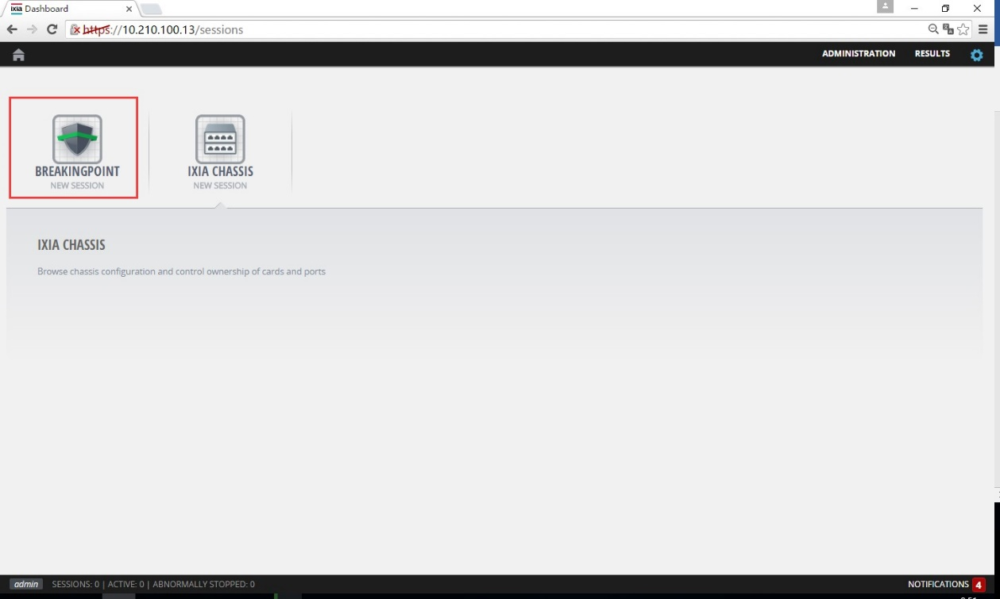 ixia Dashboard
https://10.210.100.13/sessions
ADMINISTRATION RESULTS
BREAKINGPOINT
NEW SESSION
IXIA CHASSIS
NEW SESSION
IXIA CHASSIS
Browse chassis configuration and control ownership of cards and ports
admin SESSIONS: 0 | ACTIVE: 0 | ABNORMALLY STOPPED: 0 NOTIFICATIONS 4